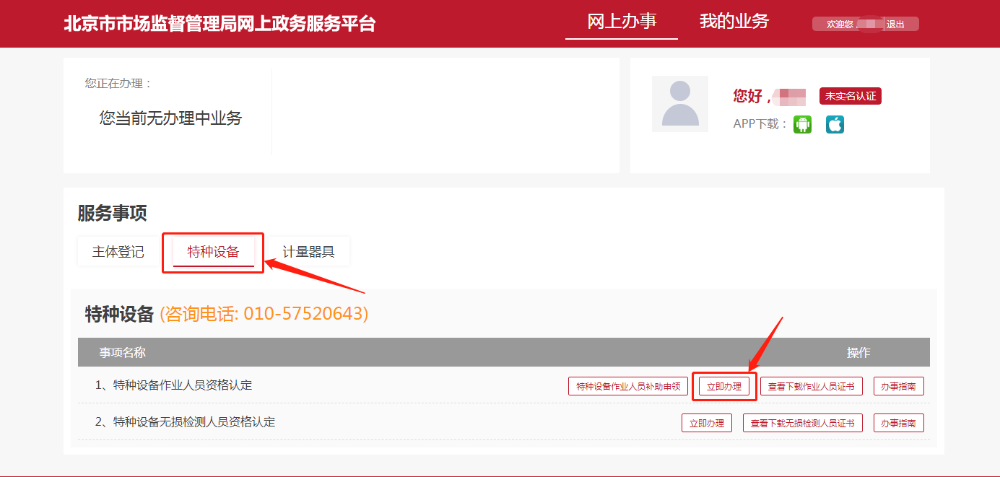 北京市市场监督管理局网上政务服务平台
网上办事
我的业务
欢迎您 ,
退出
您正在办理：
您当前无办理中业务
您好 ,
未实名认证
APP下载：
服务事项
主体登记
特种设备
计量器具
特种设备 (咨询电话: 010-57520643)
事项名称
操作
1、特种设备作业人员资格认定
特种设备作业人员补助申领
立即办理
查看下载作业人员证书
办事指南
2、特种设备无损检测人员资格认定
立即办理
查看下载无损检测人员证书
办事指南